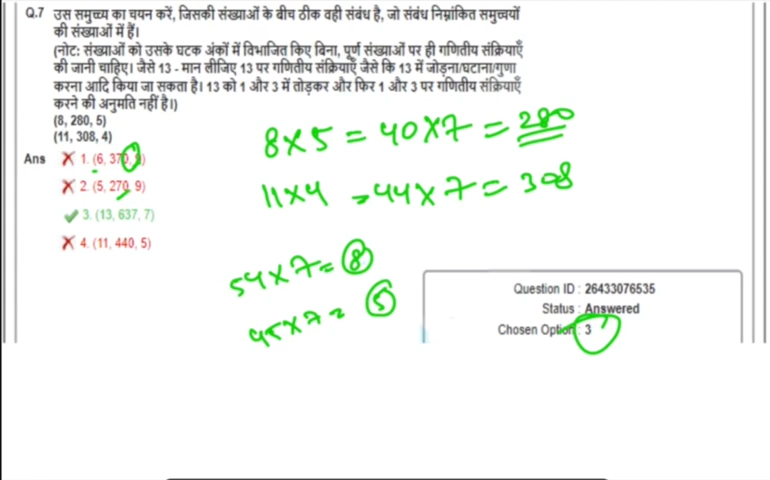 Q.7 उस समुच्चय का चयन करें, जिसकी संख्याओं के बीच ठीक वही संबंध है, जो संबंध निम्नांकित समुच्चयों
की संख्याओं में हैं।
(नोट: संख्याओं को उसके घटक अंकों में विभाजित किए बिना, पूर्ण संख्याओं पर ही गणितीय संक्रियाएँ
की जानी चाहिए। जैसे 13 - मान लीजिए 13 पर गणितीय संक्रियाएँ जैसे कि 13 में जोड़ना/घटाना/गुणा
करना आदि किया जा सकता है। 13 को 1 और 3 में तोड़कर और फिर 1 और 3 पर गणितीय संक्रियाएँ
करने की अनुमति नहीं है।)
(8, 280, 5)
(11, 308, 4)
8×5 = 40×7 = 280
Ans 1. (6, 370, 9)
2. (5, 270, 9)
3. (13, 637, 7)
4. (11, 440, 5)
11×4 = 44×7 = 308
54×7= 8
45×7= 5
Question ID : 26433076535
Status : Answered
Chosen Option : 3